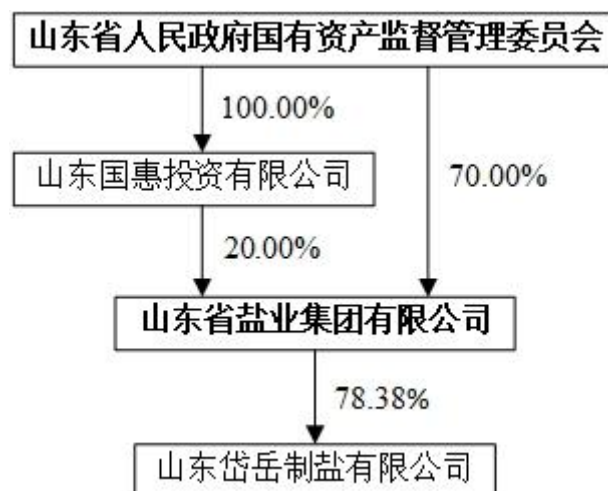 山东省人民政府国有资产监督管理委员会
100.00%
山东国惠投资有限公司
70.00%
20.00%
山东省盐业集团有限公司
78.38%
山东岱岳制盐有限公司